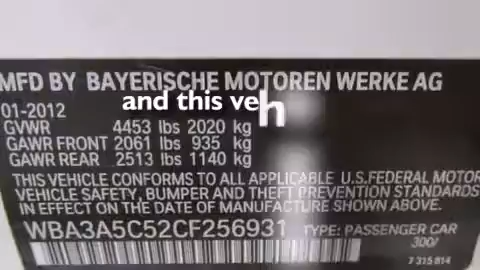 MFD BY BAYERISCHE MOTOREN WERKE AG
and this veh
01-2012
GVWR 4453 lbs 2020 kg
GAWR FRONT 2061 lbs 935 kg
GAWR REAR 2513 lbs 1140 kg
THIS VEHICLE CONFORMS TO ALL APPLICABLE U.S.FEDERAL MOTOR
VEHICLE SAFETY, BUMPER AND THEFT PREVENTION STANDARDS
IN EFFECT ON THE DATE OF MANUFACTURE SHOWN ABOVE.
WBA3A5C52CF256931 TYPE: PASSENGER CAR
300/
7 315 814